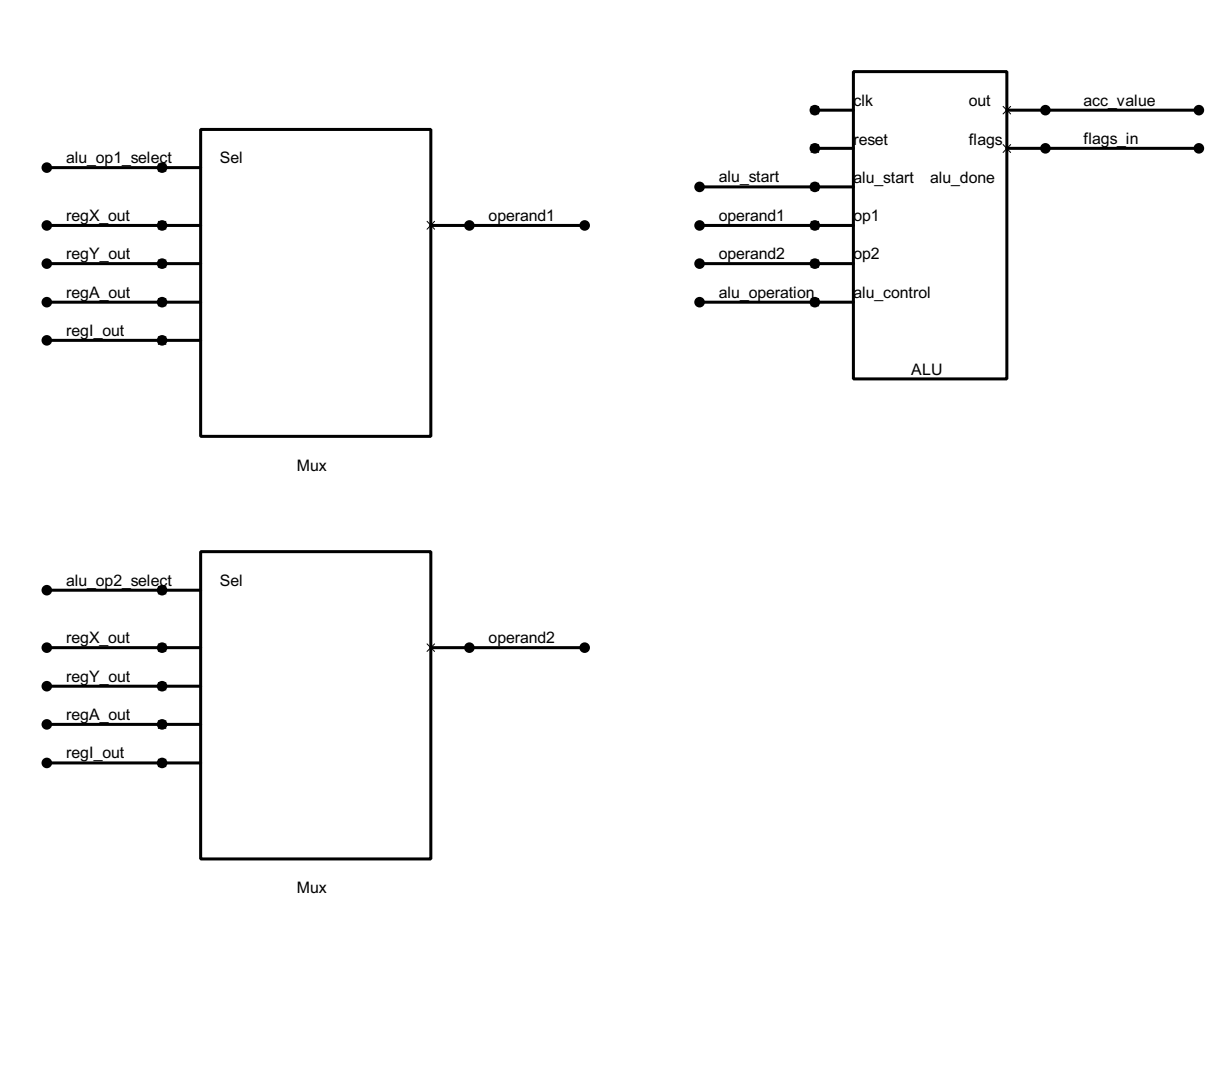 alu_op1_select
Sel
regX_out
operand1
regY_out
regA_out
regI_out
Mux
clk
out
acc_value
reset
flags
flags_in
alu_start
alu_start
alu_done
operand1
op1
operand2
op2
alu_operation
alu_control
ALU
alu_op2_select
Sel
regX_out
operand2
regY_out
regA_out
regI_out
Mux